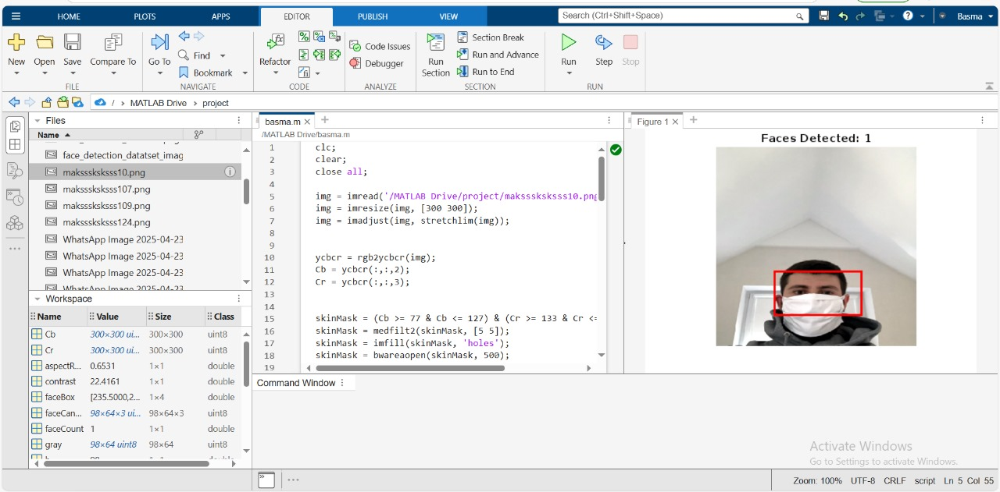 HOME PLOTS APPS EDITOR PUBLISH VIEW Search (Ctrl+Shift+Space) Basma
New Open Save Compare To
FILE
Go To Find Bookmark
NAVIGATE
Refactor
CODE
Code Issues
Debugger
ANALYZE
Run Section
Section Break
Run and Advance
Run to End
SECTION
Run Step Stop
RUN
/ › MATLAB Drive › project
Files
Name
face_detection_datatset_imag
maksssksksss10.png
maksssksksss107.png
maksssksksss109.png
maksssksksss124.png
WhatsApp Image 2025-04-23
WhatsApp Image 2025-04-23
WhatsApp Image 2025-04-23
WhatsApp Image 2025-04-23
Workspace
Name Value Size Class
Cb 300×300 ui... 300×300 uint8
Cr 300×300 ui... 300×300 uint8
aspectR... 0.6531 1×1 double
contrast 22.4161 1×1 double
faceBox [235.5000,2... 1×4 double
faceCan... 98×64×3 ui... 98×64×3 uint8
faceCount 1 1×1 double
gray 98×64 uint8 98×64 uint8
basma.m
/MATLAB Drive/basma.m
1 clc;
2 clear;
3 close all;
4
5 img = imread('/MATLAB Drive/project/maksssksksss10.png
6 img = imresize(img, [300 300]);
7 img = imadjust(img, stretchlim(img));
8
9
10 ycbcr = rgb2ycbcr(img);
11 Cb = ycbcr(:,:,2);
12 Cr = ycbcr(:,:,3);
13
14
15 skinMask = (Cb >= 77 & Cb <= 127) & (Cr >= 133 & Cr <=
16 skinMask = medfilt2(skinMask, [5 5]);
17 skinMask = imfill(skinMask, 'holes');
18 skinMask = bwareaopen(skinMask, 500);
19
Command Window
Figure 1
Faces Detected: 1
Activate Windows
Go to Settings to activate Windows.
Zoom: 100% UTF-8 CRLF script Ln 5 Col 55